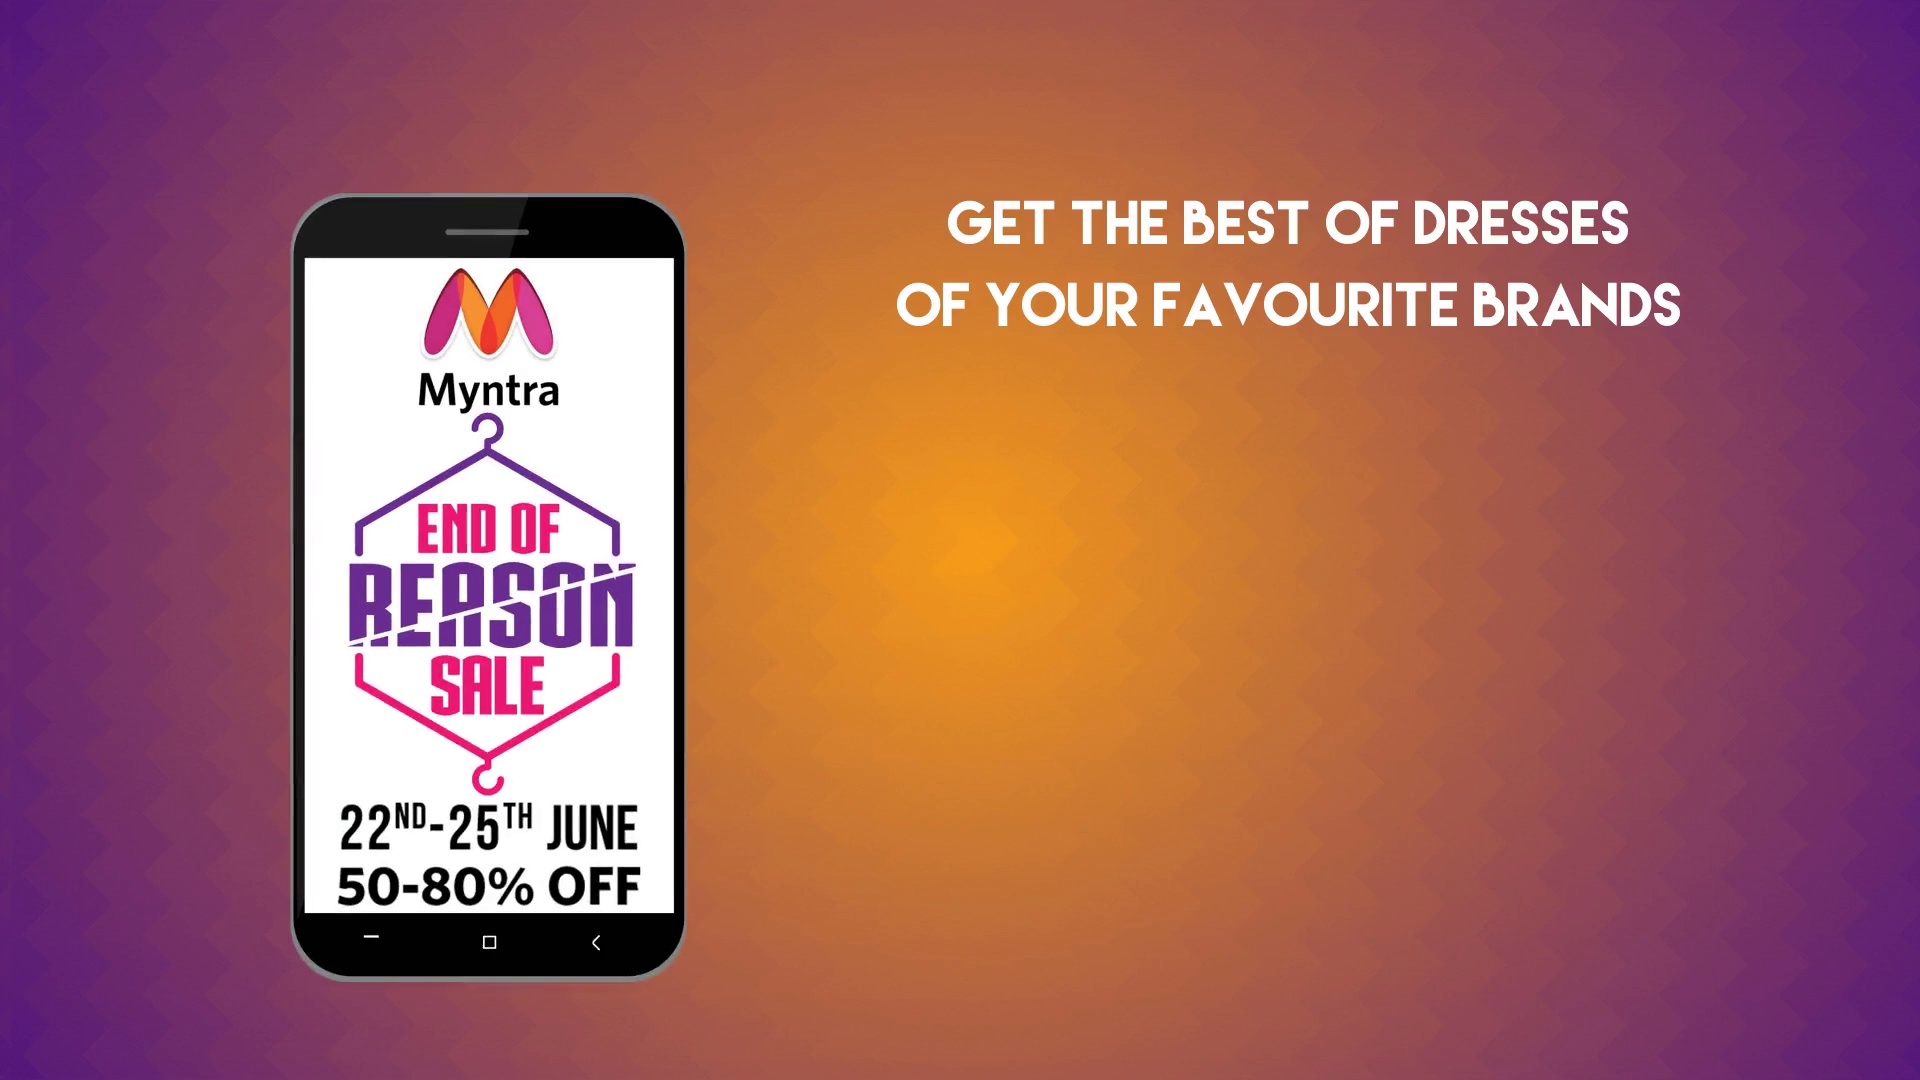 GET THE BEST OF DRESSES
OF YOUR FAVOURITE BRANDS
Myntra
END OF
REASON
SALE
22ND-25TH JUNE
50-80% OFF